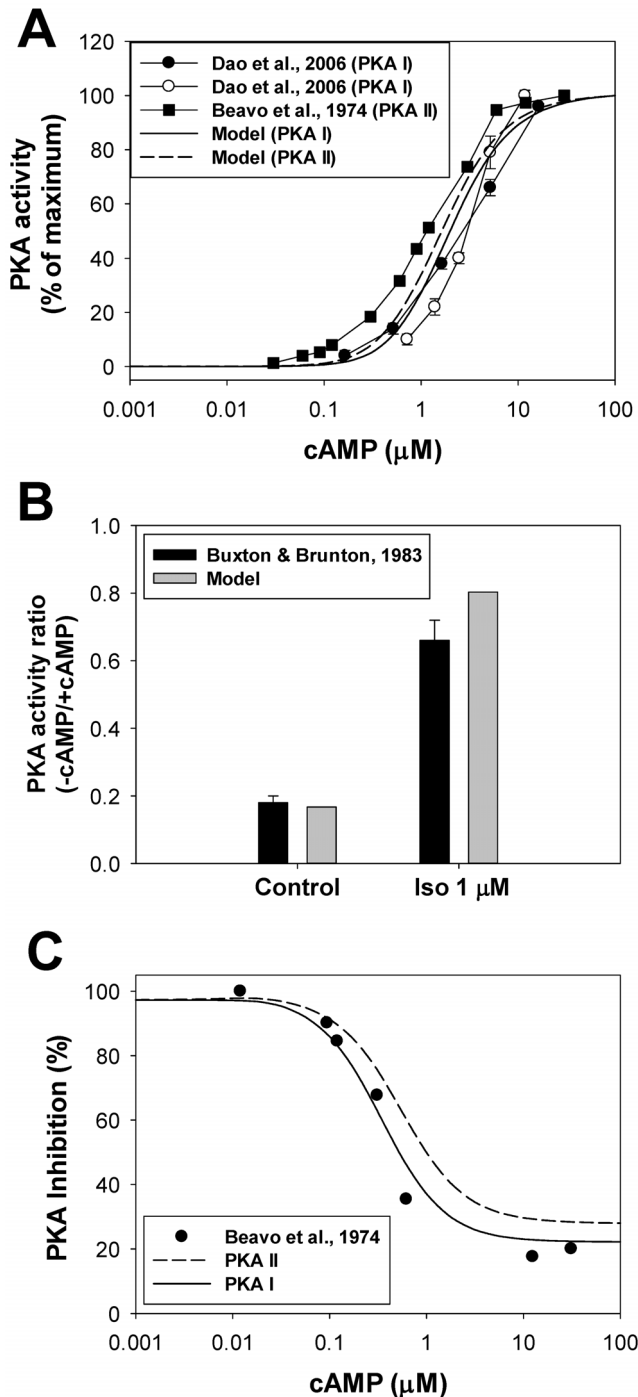 A
PKA activity
(% of maximum)
120
100
80
60
40
20
0
Dao et al., 2006 (PKA I)
Dao et al., 2006 (PKA I)
Beavo et al., 1974 (PKA II)
Model (PKA I)
Model (PKA II)
0.001
0.01
0.1
1
10
100
cAMP (μM)
B
PKA activity ratio
(-cAMP/+cAMP)
1.0
0.8
0.6
0.4
0.2
0.0
Buxton & Brunton, 1983
Model
Control
Iso 1 μM
C
PKA Inhibition (%)
100
80
60
40
20
0
Beavo et al., 1974
PKA II
PKA I
0.001
0.01
0.1
1
10
100
cAMP (μM)